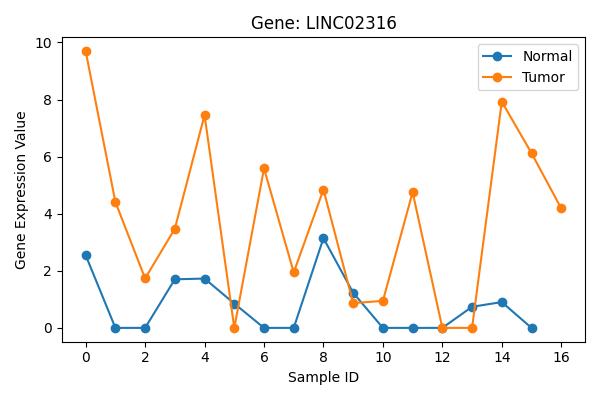 Gene: LINC02316
Gene Expression Value
10
8
6
4
2
0
Normal
Tumor
0 2 4 6 8 10 12 14 16
Sample ID